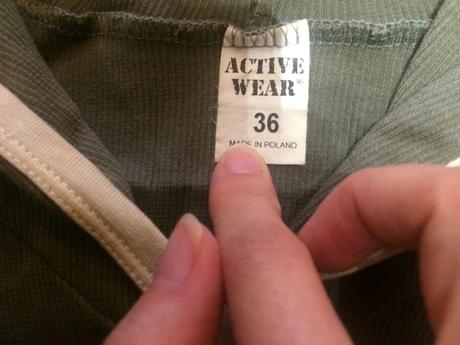 ACTIVE
WEAR®
36
MADE IN POLAND